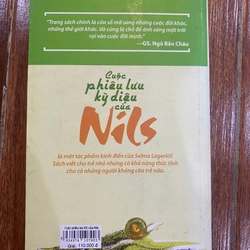 "Trang sách chính là cửa sổ mở sang những cuộc đời khác,
những thế giới khác. Và cũng là chỗ để ánh sáng mặt trời
rọi vào cuộc đời mình."
—GS. Ngô Bảo Châu
Cuộc
phiêu lưu
kỳ diệu
của
Nils
là một tác phẩm kinh điển của Selma Lagerlöf.
Sách viết cho trẻ nhỏ nhưng có khả năng thức tỉnh
cho cả những người không còn trẻ nữa.
Giá: 110.000 đ